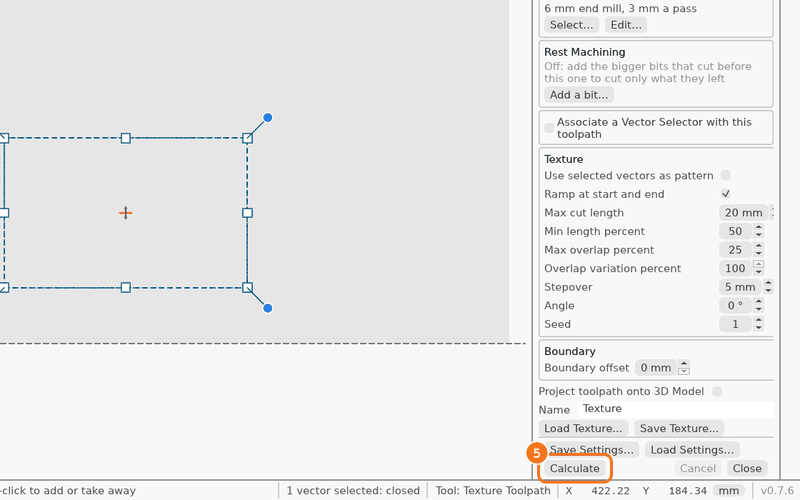 6 mm end mill, 3 mm a pass
Select... Edit...
Rest Machining
Off: add the bigger bits that cut before
this one to cut only what they left
Add a bit...
Associate a Vector Selector with this
toolpath
Texture
Use selected vectors as pattern
Ramp at start and end
Max cut length 20 mm
Min length percent 50
Max overlap percent 25
Overlap variation percent 100
Stepover 5 mm
Angle 0 °
Seed 1
Boundary
Boundary offset 0 mm
Project toolpath onto 3D Model
Name Texture
Load Texture... Save Texture...
5
Save Settings... Load Settings...
Calculate Cancel Close
-click to add or take away 1 vector selected: closed Tool: Texture Toolpath X 422.22 Y 184.34 mm v0.7.6